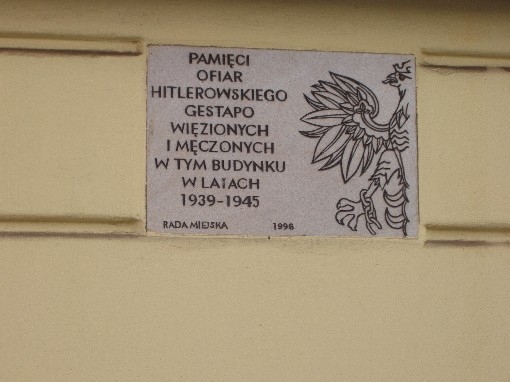 PAMIĘCI
OFIAR
HITLEROWSKIEGO
GESTAPO
WIĘZIONYCH
I MĘCZONYCH
W TYM BUDYNKU
W LATACH
1939-1945
RADA MIEJSKA 1996